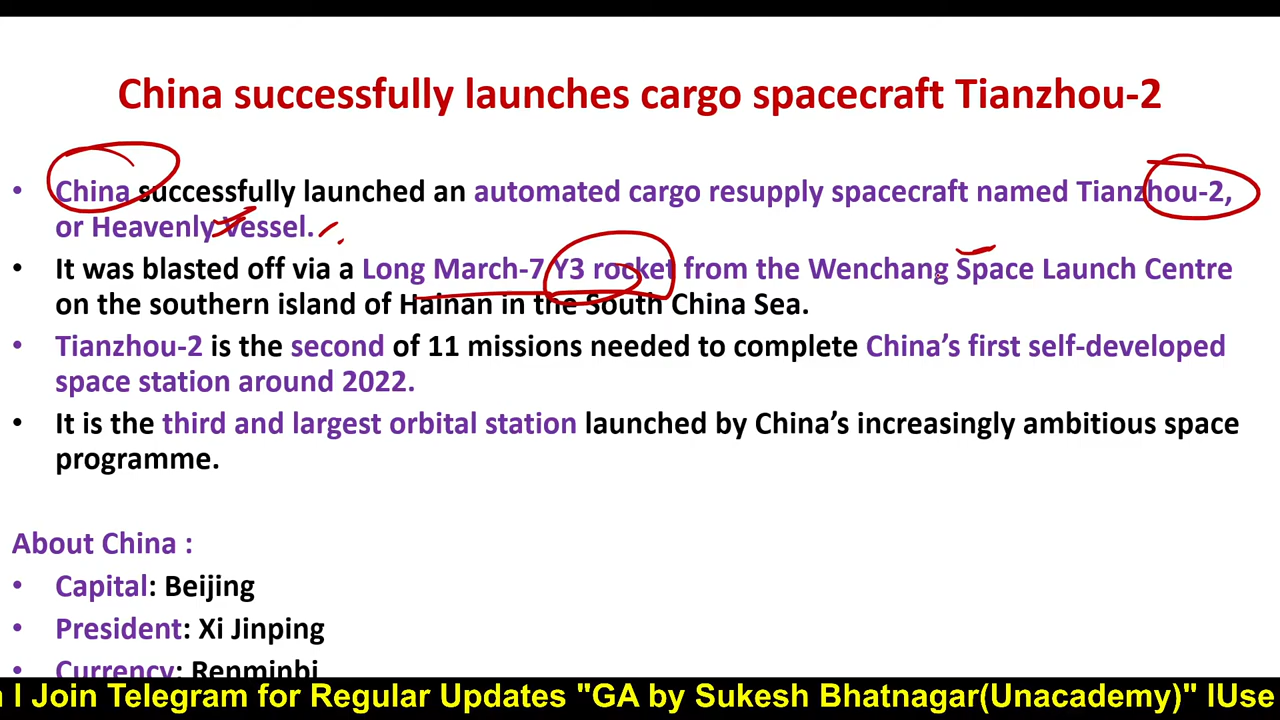 China successfully launches cargo spacecraft Tianzhou-2
• China successfully launched an automated cargo resupply spacecraft named Tianzhou-2,
or Heavenly Vessel.
• It was blasted off via a Long March-7 Y3 rocket from the Wenchang Space Launch Centre
on the southern island of Hainan in the South China Sea.
• Tianzhou-2 is the second of 11 missions needed to complete China’s first self-developed
space station around 2022.
• It is the third and largest orbital station launched by China’s increasingly ambitious space
programme.
About China :
• Capital: Beijing
• President: Xi Jinping
• Currency: Renminbi
I Join Telegram for Regular Updates "GA by Sukesh Bhatnagar(Unacademy)" IUse